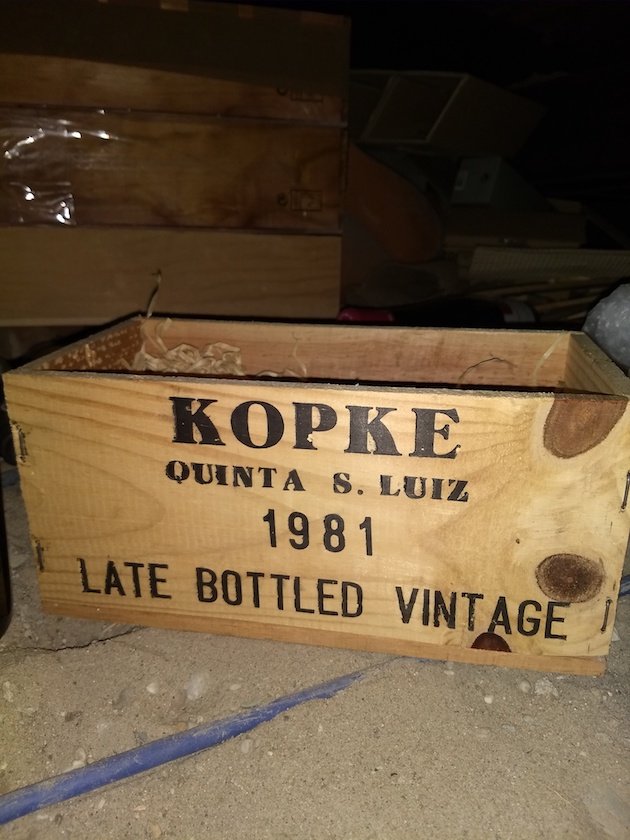 KOPKE
QUINTA S. LUIZ
1981
LATE BOTTLED VINTAGE